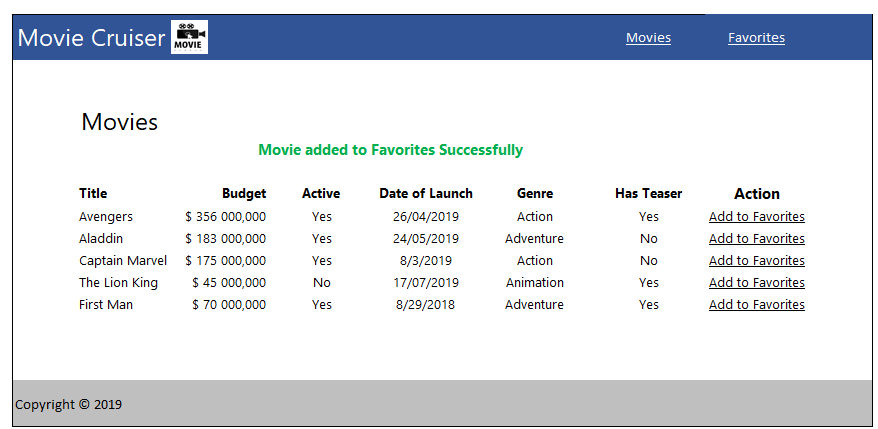 Movie Cruiser MOVIE Movies Favorites
Movies
Movie added to Favorites Successfully
Title Budget Active Date of Launch Genre Has Teaser Action
Avengers $ 356 000,000 Yes 26/04/2019 Action Yes Add to Favorites
Aladdin $ 183 000,000 Yes 24/05/2019 Adventure No Add to Favorites
Captain Marvel $ 175 000,000 Yes 8/3/2019 Action No Add to Favorites
The Lion King $ 45 000,000 No 17/07/2019 Animation Yes Add to Favorites
First Man $ 70 000,000 Yes 8/29/2018 Adventure Yes Add to Favorites
Copyright © 2019